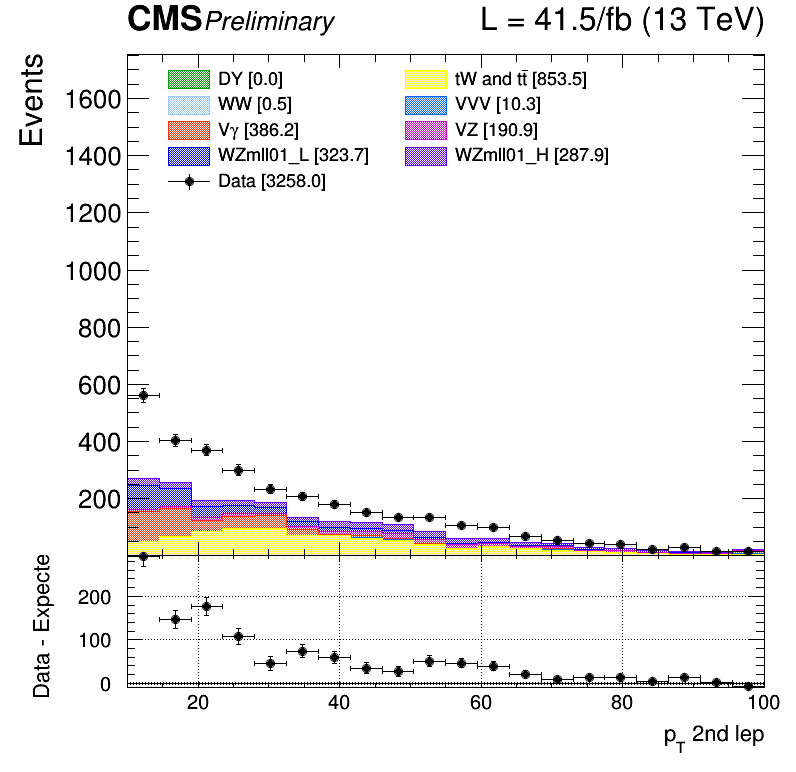 CMS Preliminary L = 41.5/fb (13 TeV)
Events
1600
1400
1200
1000
800
600
400
200
DY [0.0]
tW and tt̄ [853.5]
WW [0.5]
VVV [10.3]
Vγ [386.2]
VZ [190.9]
WZmll01_L [323.7]
WZmll01_H [287.9]
Data [3258.0]
Data - Expecte
200
100
0
20 40 60 80 100
p_T 2nd lep